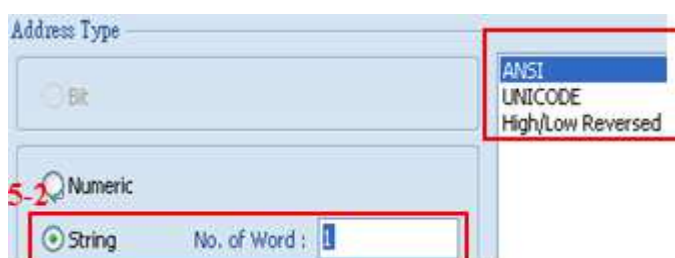 Address Type
Bit
Numeric
5-2
String No. of Word : 1
ANSI
UNICODE
High/Low Reversed